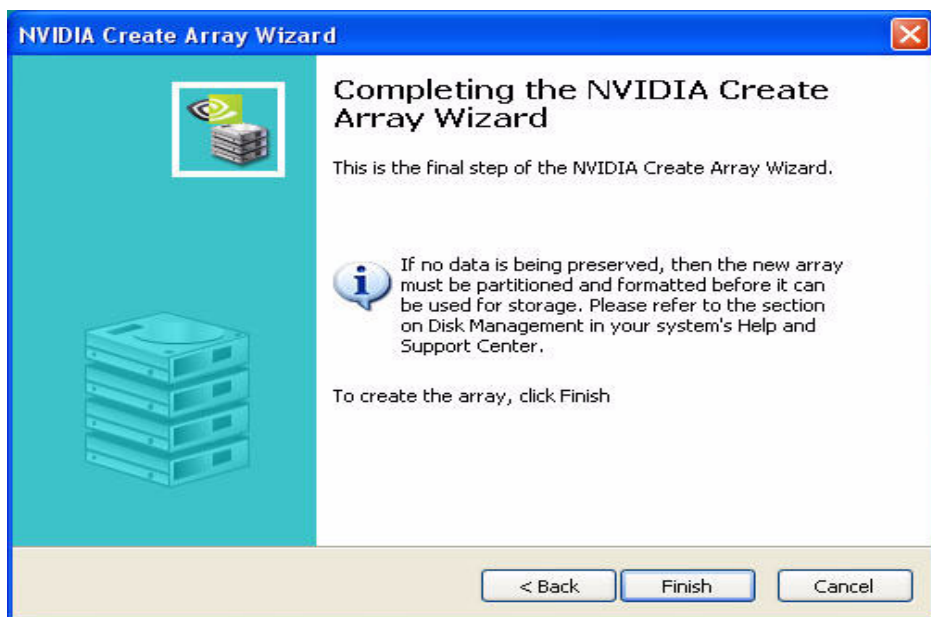 NVIDIA Create Array Wizard
Completing the NVIDIA Create
Array Wizard
This is the final step of the NVIDIA Create Array Wizard.
If no data is being preserved, then the new array
must be partitioned and formatted before it can
be used for storage. Please refer to the section
on Disk Management in your system's Help and
Support Center.
To create the array, click Finish
< Back
Finish
Cancel